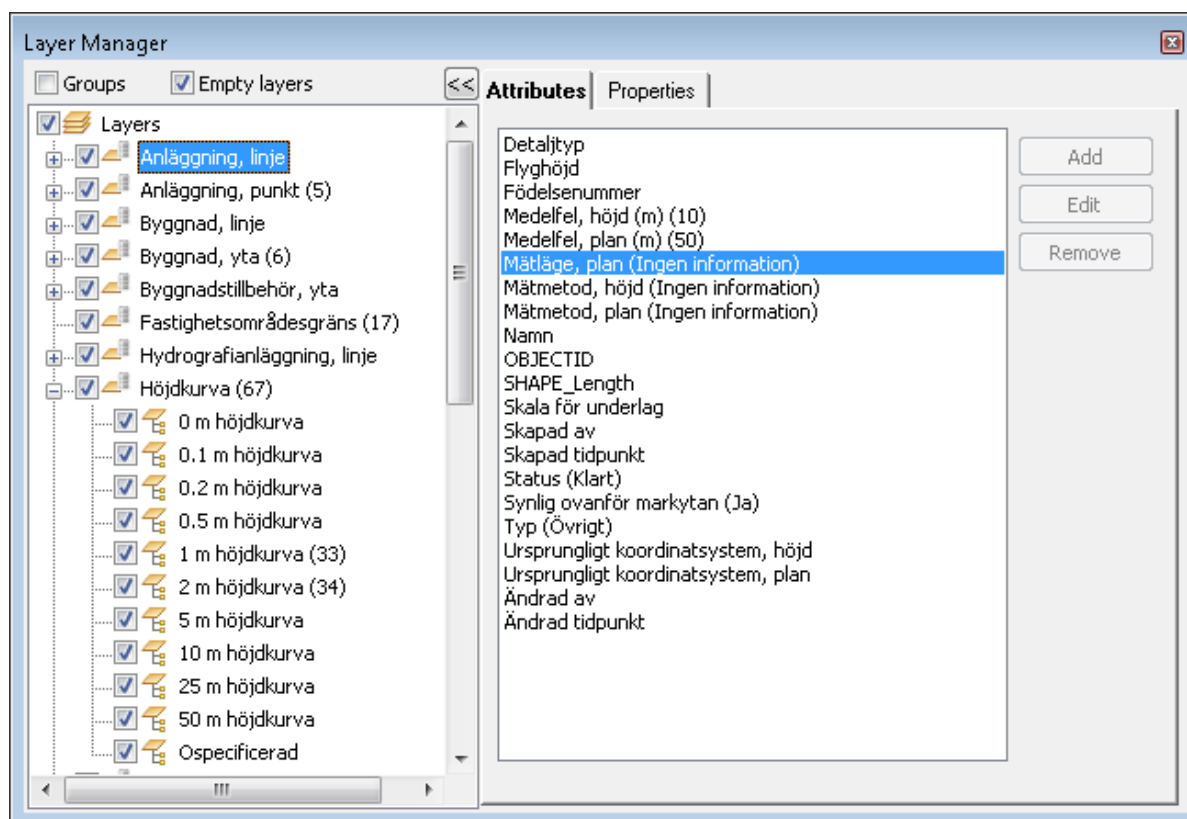 Layer Manager
Groups
Empty layers
<<
Attributes
Properties
Layers
Anläggning, linje
Anläggning, punkt (5)
Byggnad, linje
Byggnad, yta (6)
Byggnadstillbehör, yta
Fastighetsområdesgräns (17)
Hydrografianläggning, linje
Höjdkurva (67)
0 m höjdkurva
0.1 m höjdkurva
0.2 m höjdkurva
0.5 m höjdkurva
1 m höjdkurva (33)
2 m höjdkurva (34)
5 m höjdkurva
10 m höjdkurva
25 m höjdkurva
50 m höjdkurva
Ospecificerad
Detaljtyp
Flyghöjd
Födelsenummer
Medelfel, höjd (m) (10)
Medelfel, plan (m) (50)
Mätläge, plan (Ingen information)
Mätmetod, höjd (Ingen information)
Mätmetod, plan (Ingen information)
Namn
OBJECTID
SHAPE_Length
Skala för underlag
Skapad av
Skapad tidpunkt
Status (Klart)
Synlig ovanför markytan (Ja)
Typ (Övrigt)
Ursprungligt koordinatsystem, höjd
Ursprungligt koordinatsystem, plan
Ändrad av
Ändrad tidpunkt
Add
Edit
Remove